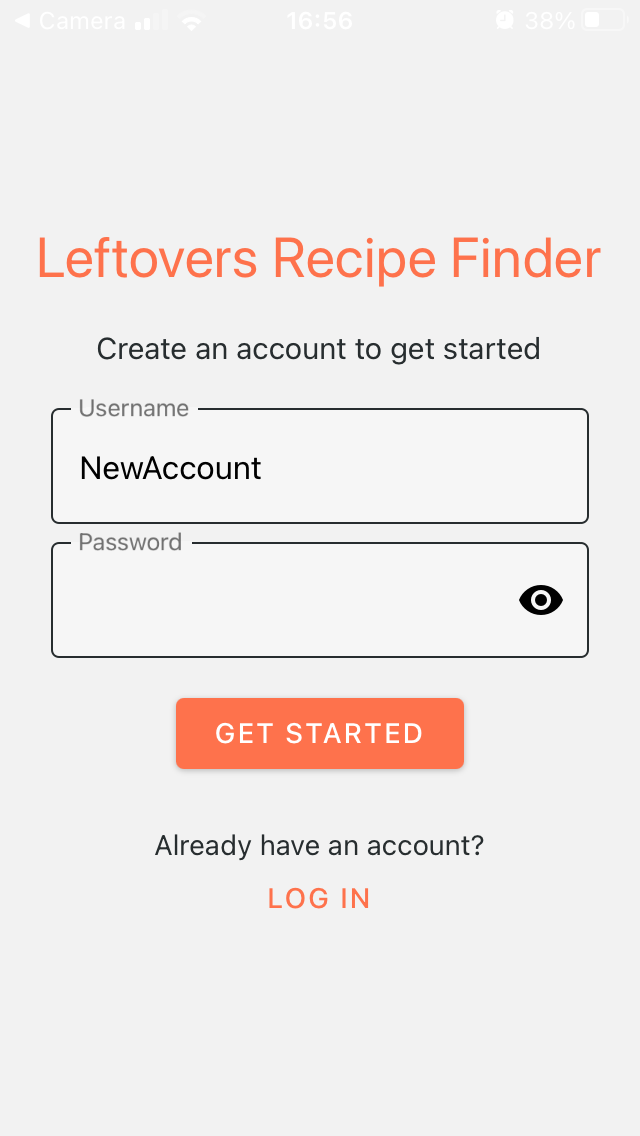 Camera 16:56 38%
Leftovers Recipe Finder
Create an account to get started
Username
NewAccount
Password
GET STARTED
Already have an account?
LOG IN